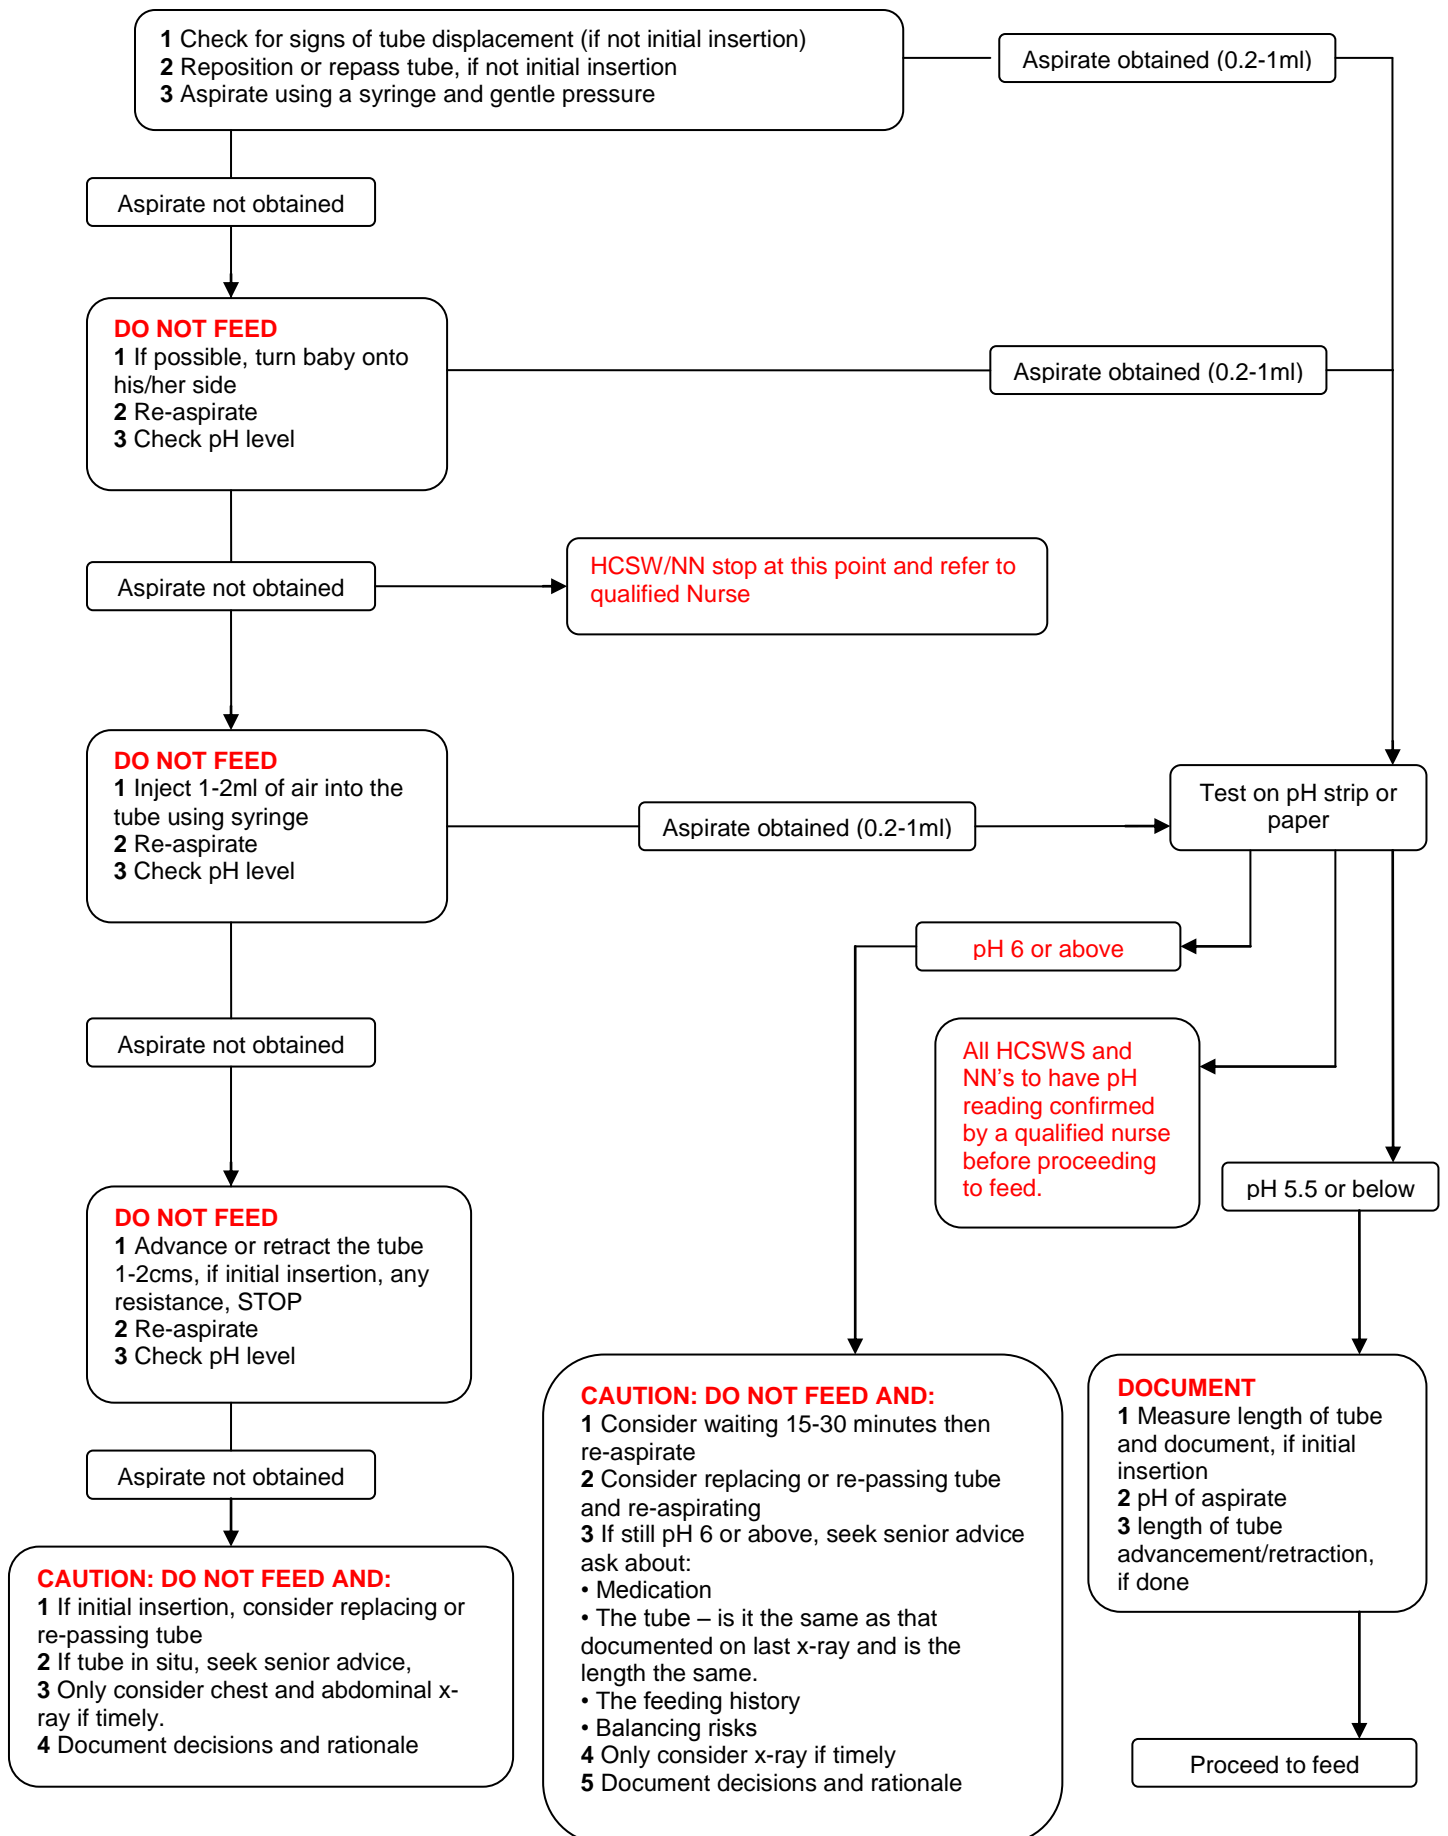 1 Check for signs of tube displacement (if not initial insertion)
2 Reposition or repass tube, if not initial insertion
3 Aspirate using a syringe and gentle pressure
Aspirate obtained (0.2-1ml)
Aspirate not obtained
DO NOT FEED
1 If possible, turn baby onto
his/her side
2 Re-aspirate
3 Check pH level
Aspirate obtained (0.2-1ml)
Aspirate not obtained
HCSW/NN stop at this point and refer to
qualified Nurse
DO NOT FEED
1 Inject 1-2ml of air into the
tube using syringe
2 Re-aspirate
3 Check pH level
Aspirate obtained (0.2-1ml)
Test on pH strip or
paper
pH 6 or above
Aspirate not obtained
All HCSWS and
NN’s to have pH
reading confirmed
by a qualified nurse
before proceeding
to feed.
pH 5.5 or below
DO NOT FEED
1 Advance or retract the tube
1-2cms, if initial insertion, any
resistance, STOP
2 Re-aspirate
3 Check pH level
Aspirate not obtained
CAUTION: DO NOT FEED AND:
1 If initial insertion, consider replacing or
re-passing tube
2 If tube in situ, seek senior advice,
3 Only consider chest and abdominal x-
ray if timely.
4 Document decisions and rationale
CAUTION: DO NOT FEED AND:
1 Consider waiting 15-30 minutes then
re-aspirate
2 Consider replacing or re-passing tube
and re-aspirating
3 If still pH 6 or above, seek senior advice
ask about:
• Medication
• The tube – is it the same as that
documented on last x-ray and is the
length the same.
• The feeding history
• Balancing risks
4 Only consider x-ray if timely
5 Document decisions and rationale
DOCUMENT
1 Measure length of tube
and document, if initial
insertion
2 pH of aspirate
3 length of tube
advancement/retraction,
if done
Proceed to feed